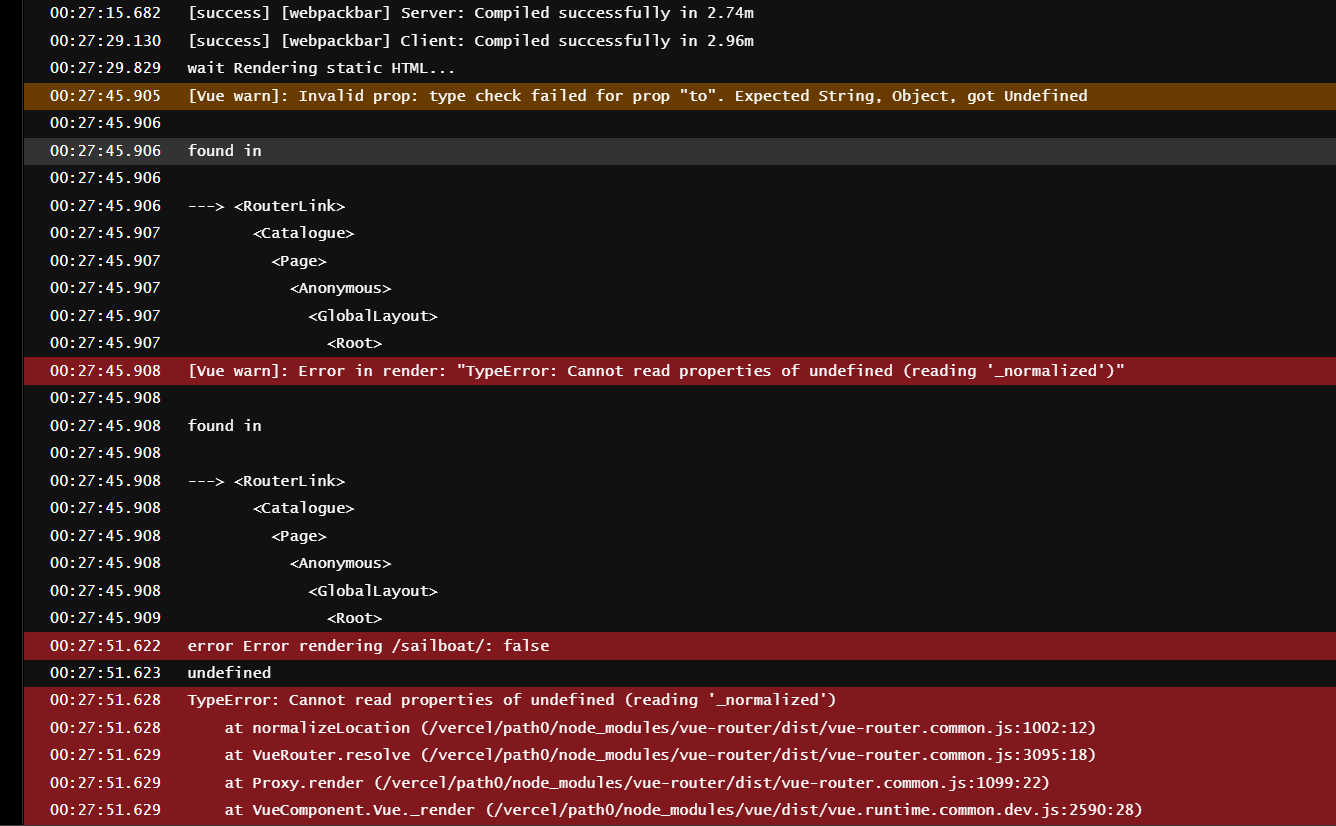 00:27:15.682 [success] [webpackbar] Server: Compiled successfully in 2.74m
00:27:29.130 [success] [webpackbar] Client: Compiled successfully in 2.96m
00:27:29.829 wait Rendering static HTML...
00:27:45.905 [Vue warn]: Invalid prop: type check failed for prop "to". Expected String, Object, got Undefined
00:27:45.906
00:27:45.906 found in
00:27:45.906
00:27:45.906 ---> <RouterLink>
00:27:45.907 <Catalogue>
00:27:45.907 <Page>
00:27:45.907 <Anonymous>
00:27:45.907 <GlobalLayout>
00:27:45.907 <Root>
00:27:45.908 [Vue warn]: Error in render: "TypeError: Cannot read properties of undefined (reading '_normalized')"
00:27:45.908
00:27:45.908 found in
00:27:45.908
00:27:45.908 ---> <RouterLink>
00:27:45.908 <Catalogue>
00:27:45.908 <Page>
00:27:45.908 <Anonymous>
00:27:45.908 <GlobalLayout>
00:27:45.909 <Root>
00:27:51.622 error Error rendering /sailboat/: false
00:27:51.623 undefined
00:27:51.628 TypeError: Cannot read properties of undefined (reading '_normalized')
00:27:51.628 at normalizeLocation (/vercel/path0/node_modules/vue-router/dist/vue-router.common.js:1002:12)
00:27:51.629 at VueRouter.resolve (/vercel/path0/node_modules/vue-router/dist/vue-router.common.js:3095:18)
00:27:51.629 at Proxy.render (/vercel/path0/node_modules/vue-router/dist/vue-router.common.js:1099:22)
00:27:51.629 at VueComponent.Vue._render (/vercel/path0/node_modules/vue/dist/vue.runtime.common.dev.js:2590:28)